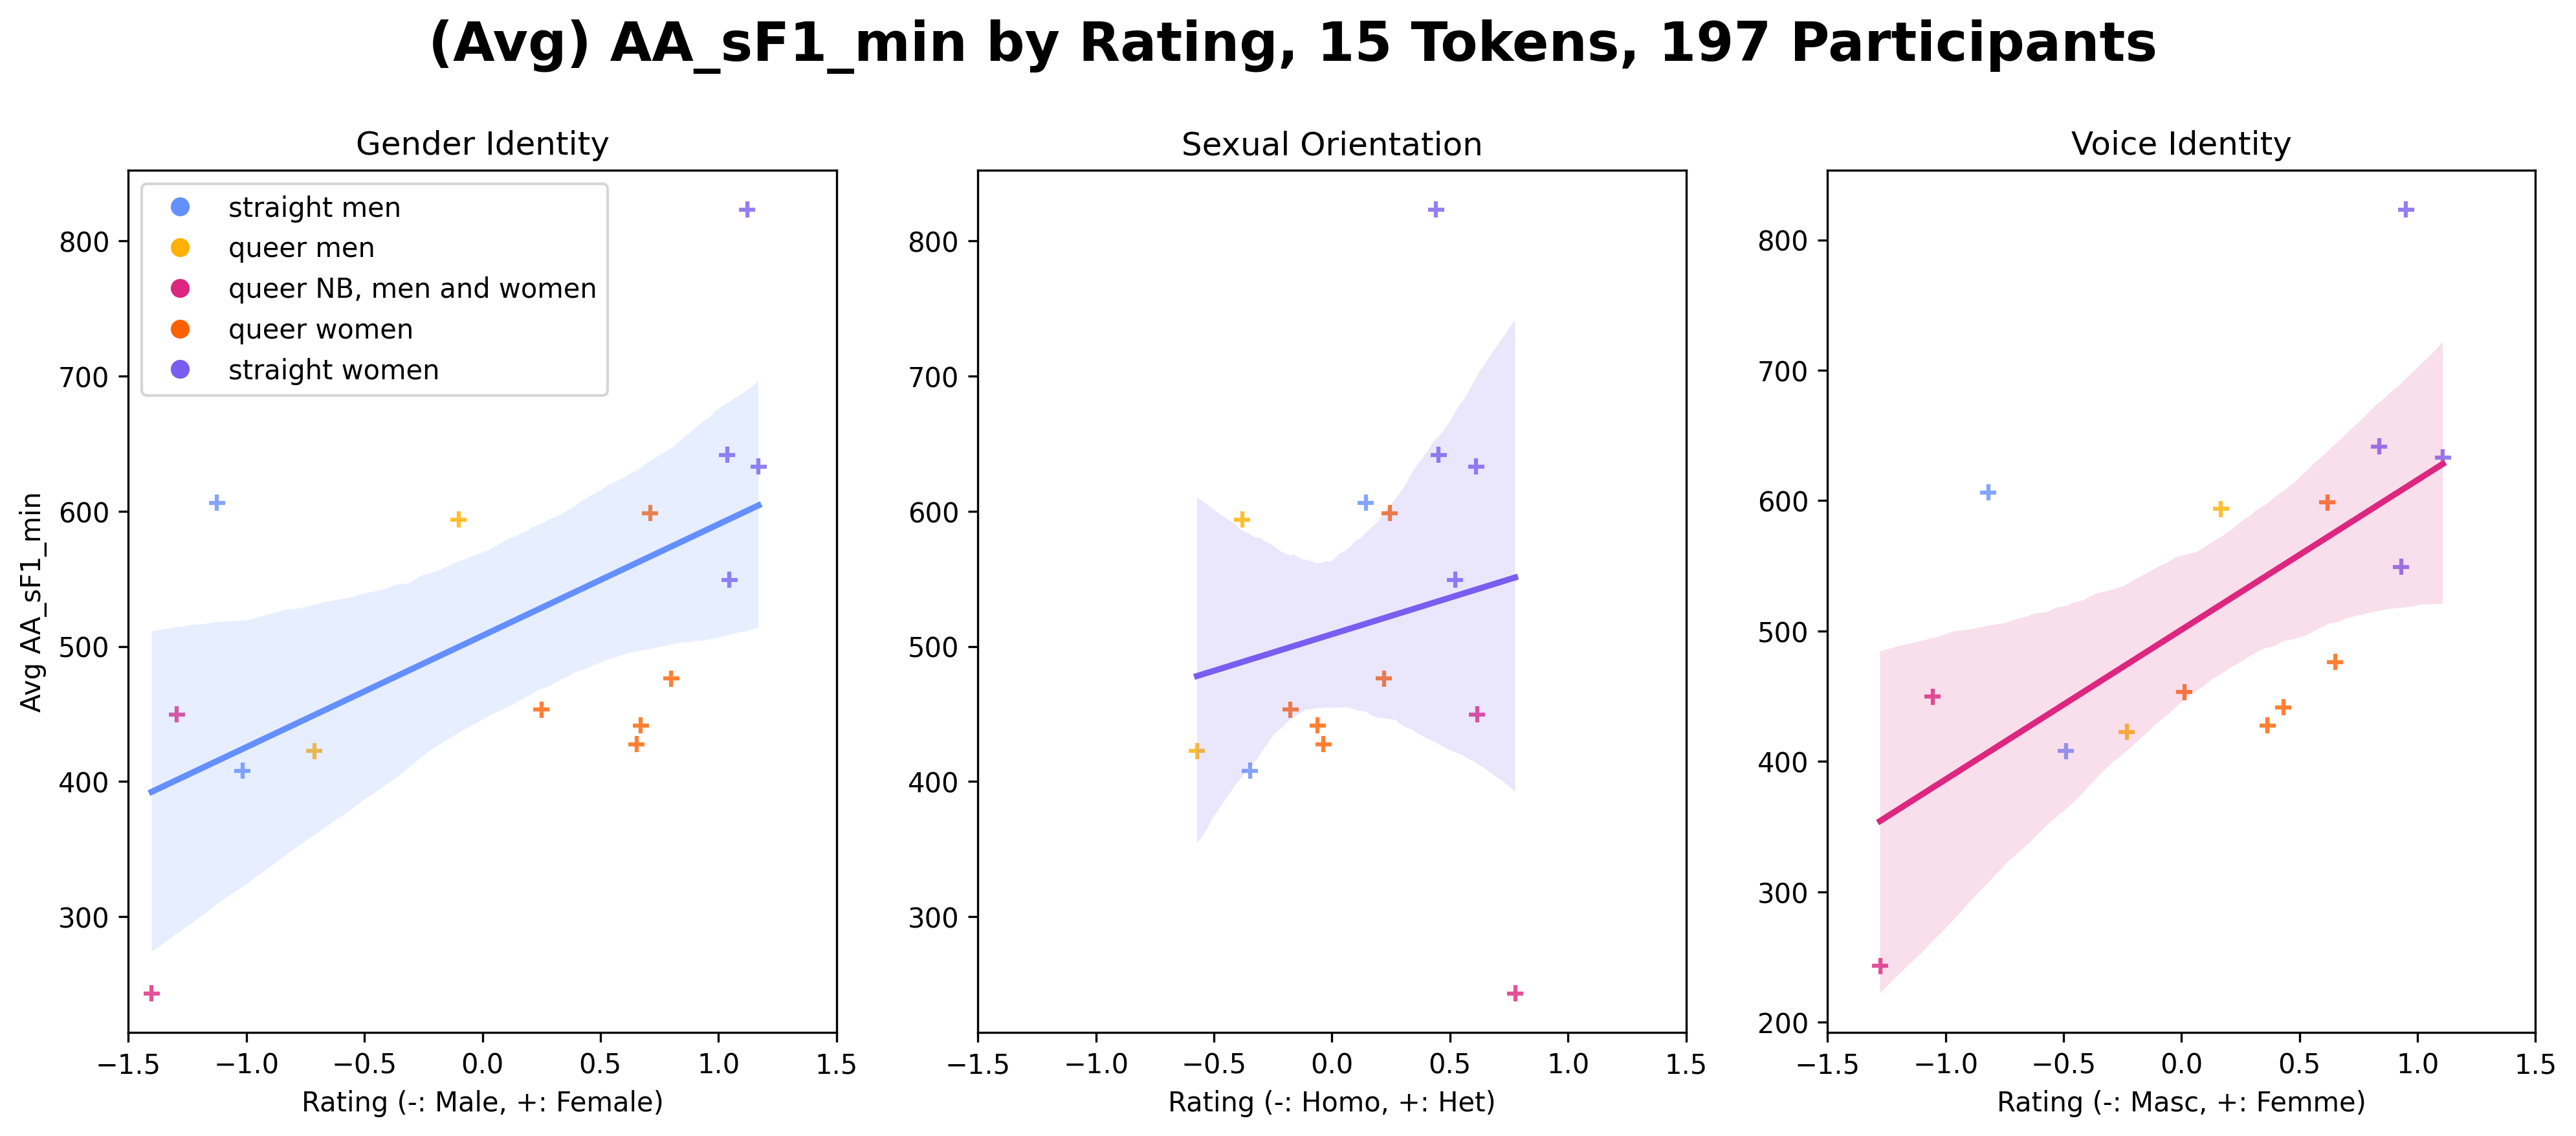 (Avg) AA_sF1_min by Rating, 15 Tokens, 197 Participants
Gender Identity
straight men
queer men
queer NB, men and women
queer women
straight women
Avg AA_sF1_min
800
700
600
500
400
300
−1.5 −1.0 −0.5 0.0 0.5 1.0 1.5
Rating (-: Male, +: Female)
Sexual Orientation
800
700
600
500
400
300
−1.5 −1.0 −0.5 0.0 0.5 1.0 1.5
Rating (-: Homo, +: Het)
Voice Identity
800
700
600
500
400
300
200
−1.5 −1.0 −0.5 0.0 0.5 1.0 1.5
Rating (-: Masc, +: Femme)